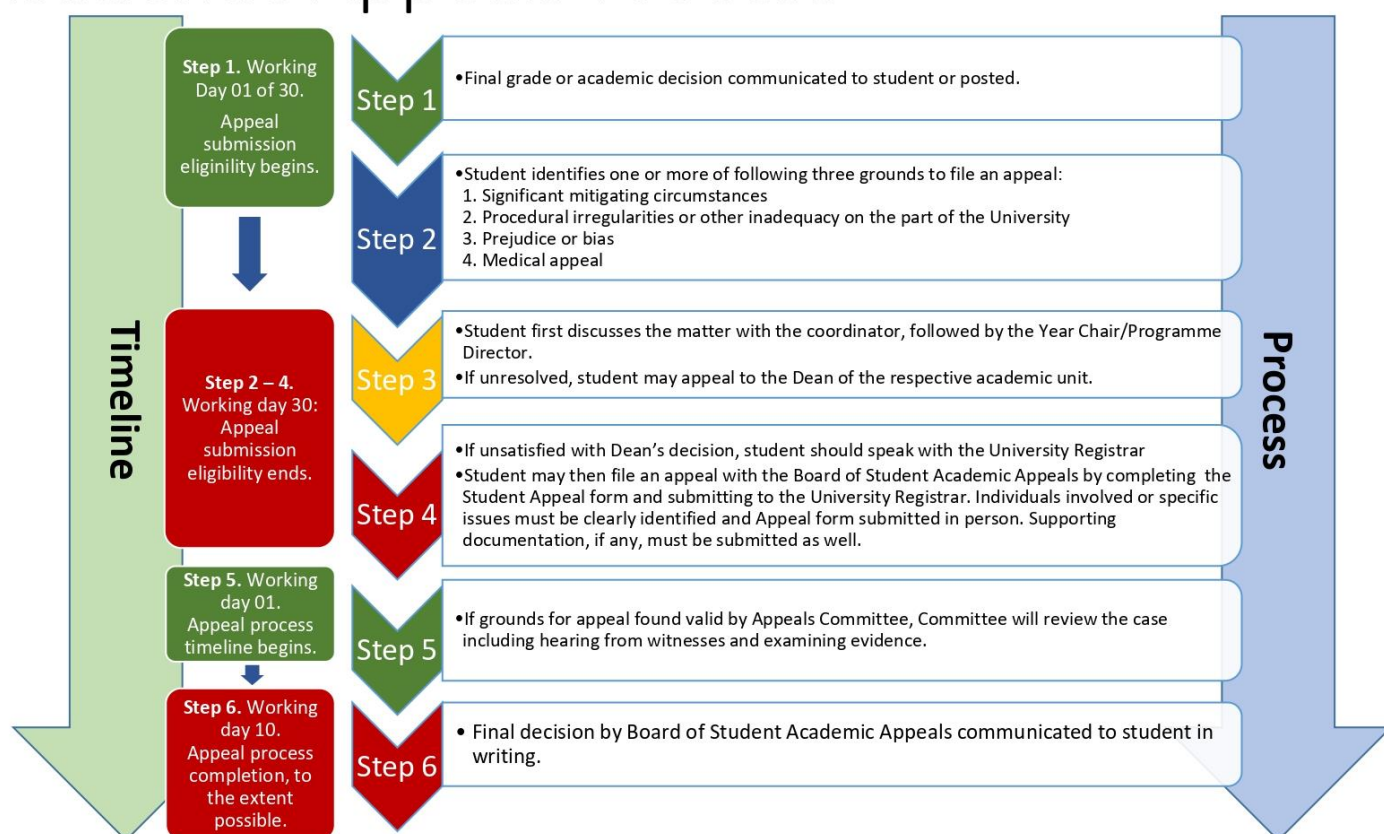 Step 1. Working
Day 01 of 30.
Appeal
submission
eliginility begins.
Step 1
•Final grade or academic decision communicated to student or posted.
Step 2
•Student identifies one or more of following three grounds to file an appeal:
1. Significant mitigating circumstances
2. Procedural irregularities or other inadequacy on the part of the University
3. Prejudice or bias
4. Medical appeal
Timeline
Process
Step 2 – 4.
Working day 30:
Appeal
submission
eligibility ends.
Step 3
•Student first discusses the matter with the coordinator, followed by the Year Chair/Programme
Director.
•If unresolved, student may appeal to the Dean of the respective academic unit.
Step 4
•If unsatisfied with Dean's decision, student should speak with the University Registrar
•Student may then file an appeal with the Board of Student Academic Appeals by completing the
Student Appeal form and submitting to the University Registrar. Individuals involved or specific
issues must be clearly identified and Appeal form submitted in person. Supporting
documentation, if any, must be submitted as well.
Step 5. Working
day 01.
Appeal process
timeline begins.
Step 5
•If grounds for appeal found valid by Appeals Committee, Committee will review the case
including hearing from witnesses and examining evidence.
Step 6. Working
day 10.
Appeal process
completion, to
the extent
possible.
Step 6
• Final decision by Board of Student Academic Appeals communicated to student in
writing.